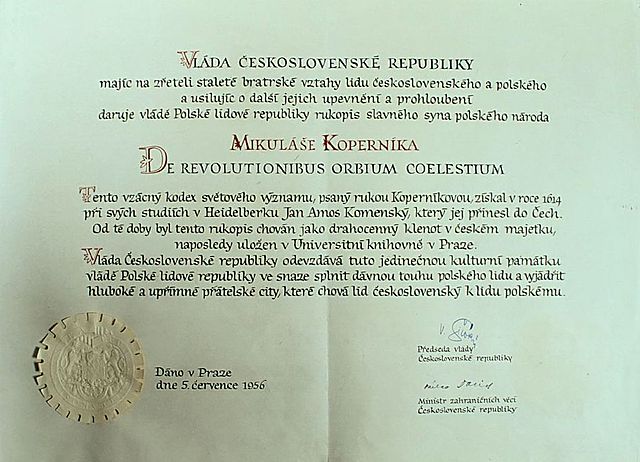 Vláda Československé republiky
majíc na zřeteli staleté bratrské vztahy lidu československého a polského
a usilujíc o další jejich upevnění a prohloubení
daruje vládě Polské lidové republiky rukopis slavného syna polského národa
Mikuláše Koperníka
De revolutionibus orbium coelestium
Tento vzácný kodex světového významu, psaný rukou Koperníkovou, získal v roce 1614
při svých studiích v Heidelberku Jan Amos Komenský, který jej přinesl do Čech.
Od té doby byl tento rukopis chován jako drahocenný klenot v českém majetku,
naposledy uložen v Universitní knihovně v Praze.
Vláda Československé republiky odevzdává tuto jedinečnou kulturní památku
vládě Polské lidové republiky ve snaze splnit dávnou touhu polského lidu a vyjádřit
hluboké a upřímné přátelské city, které chová lid československý k lidu polskému.
Dáno v Praze
dne 5. července 1956
Předseda vlády
Československé republiky
Ministr zahraničních věcí
Československé republiky